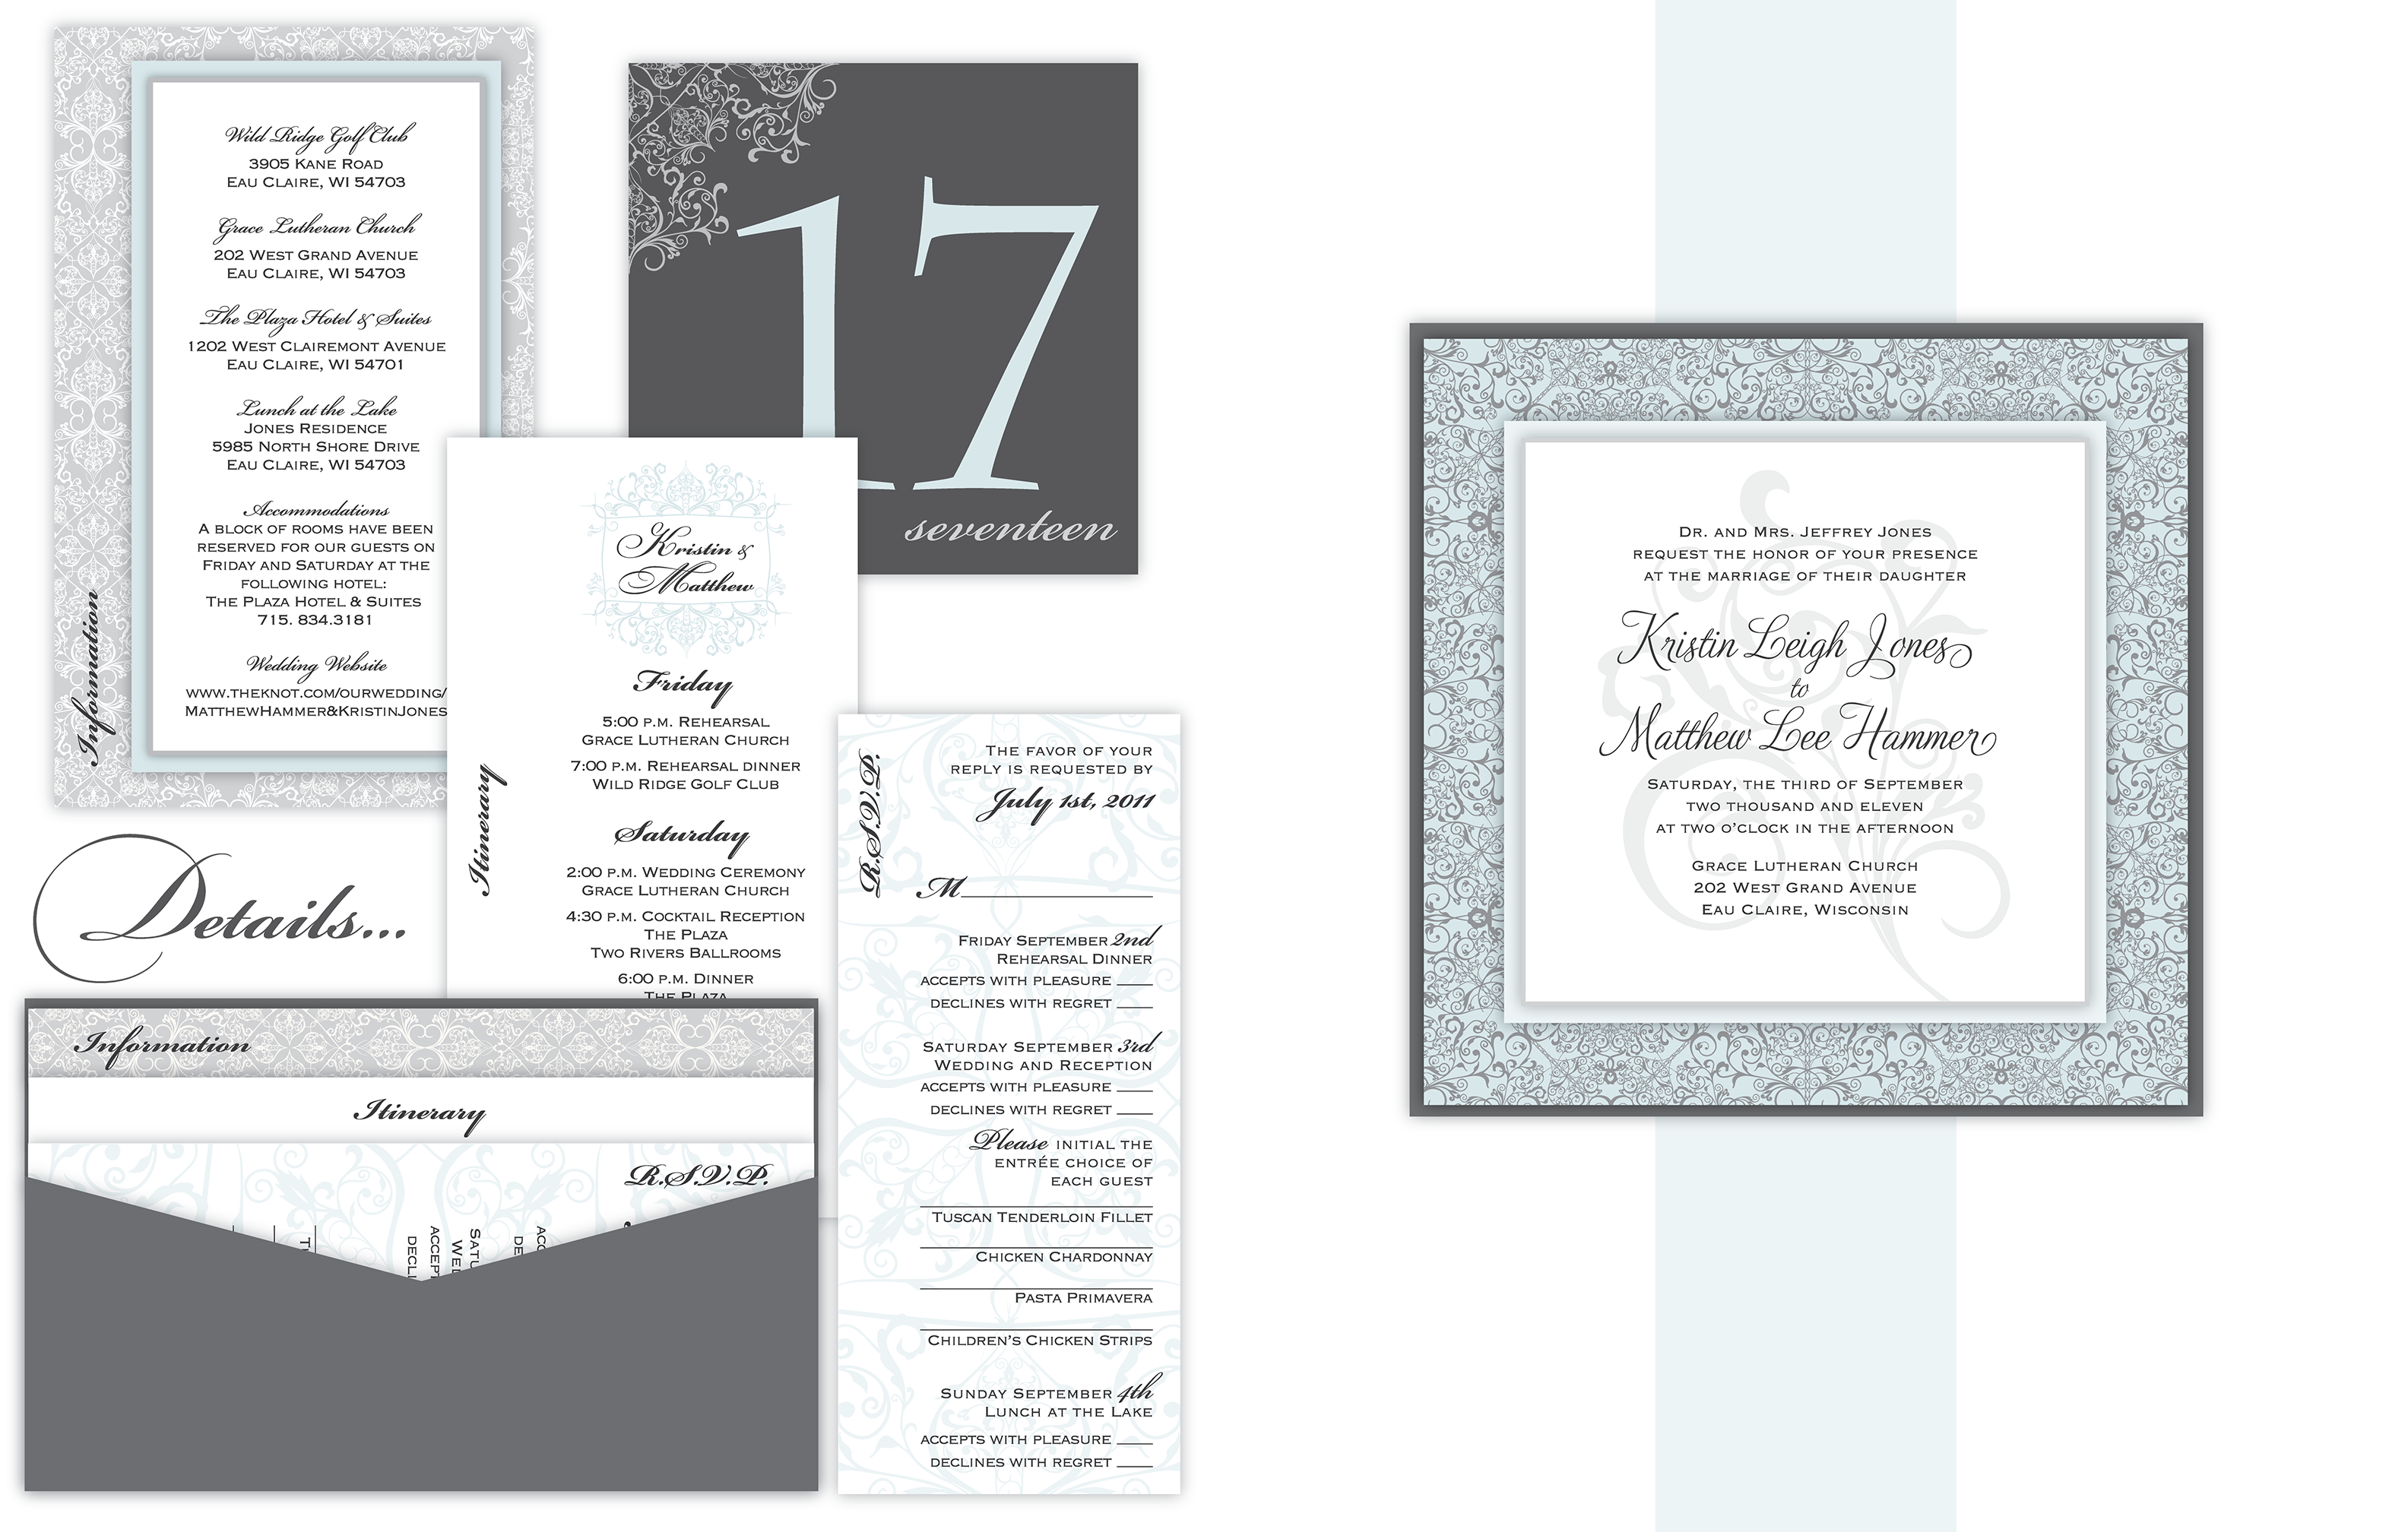 Wild Ridge Golf Club
3905 Kane Road
Eau Claire, WI 54703
Grace Lutheran Church
202 West Grand Avenue
Eau Claire, WI 54703
The Plaza Hotel & Suites
1202 West Clairemont Avenue
Eau Claire, WI 54701
Lunch at the Lake
Jones Residence
5985 North Shore Drive
Eau Claire, WI 54703
Accommodations
A block of rooms have been
reserved for our guests on
Friday and Saturday at the
following hotel:
The Plaza Hotel & Suites
715. 834.3181
Wedding Website
www.theknot.com/ourwedding/
MatthewHammer&KristinJones
Information
17
seventeen
Kristin &
Matthew
Friday
5:00 p.m. Rehearsal
Grace Lutheran Church
7:00 p.m. Rehearsal dinner
Wild Ridge Golf Club
Saturday
2:00 p.m. Wedding Ceremony
Grace Lutheran Church
4:30 p.m. Cocktail Reception
The Plaza
Two Rivers Ballrooms
6:00 p.m. Dinner
The Plaza
Itinerary
R.S.V.P.
The favor of your
reply is requested by
July 1st, 2011
M
Friday September 2nd
Rehearsal Dinner
accepts with pleasure
declines with regret
Saturday September 3rd
Wedding and Reception
accepts with pleasure
declines with regret
Please initial the
entrée choice of
each guest
Tuscan Tenderloin Fillet
Chicken Chardonnay
Pasta Primavera
Children's Chicken Strips
Sunday September 4th
Lunch at the Lake
accepts with pleasure
declines with regret
Details...
Information
Itinerary
R.S.V.P.
Dr. and Mrs. Jeffrey Jones
request the honor of your presence
at the marriage of their daughter
Kristin Leigh Jones
to
Matthew Lee Hammer
Saturday, the third of September
two thousand and eleven
at two o'clock in the afternoon
Grace Lutheran Church
202 West Grand Avenue
Eau Claire, Wisconsin